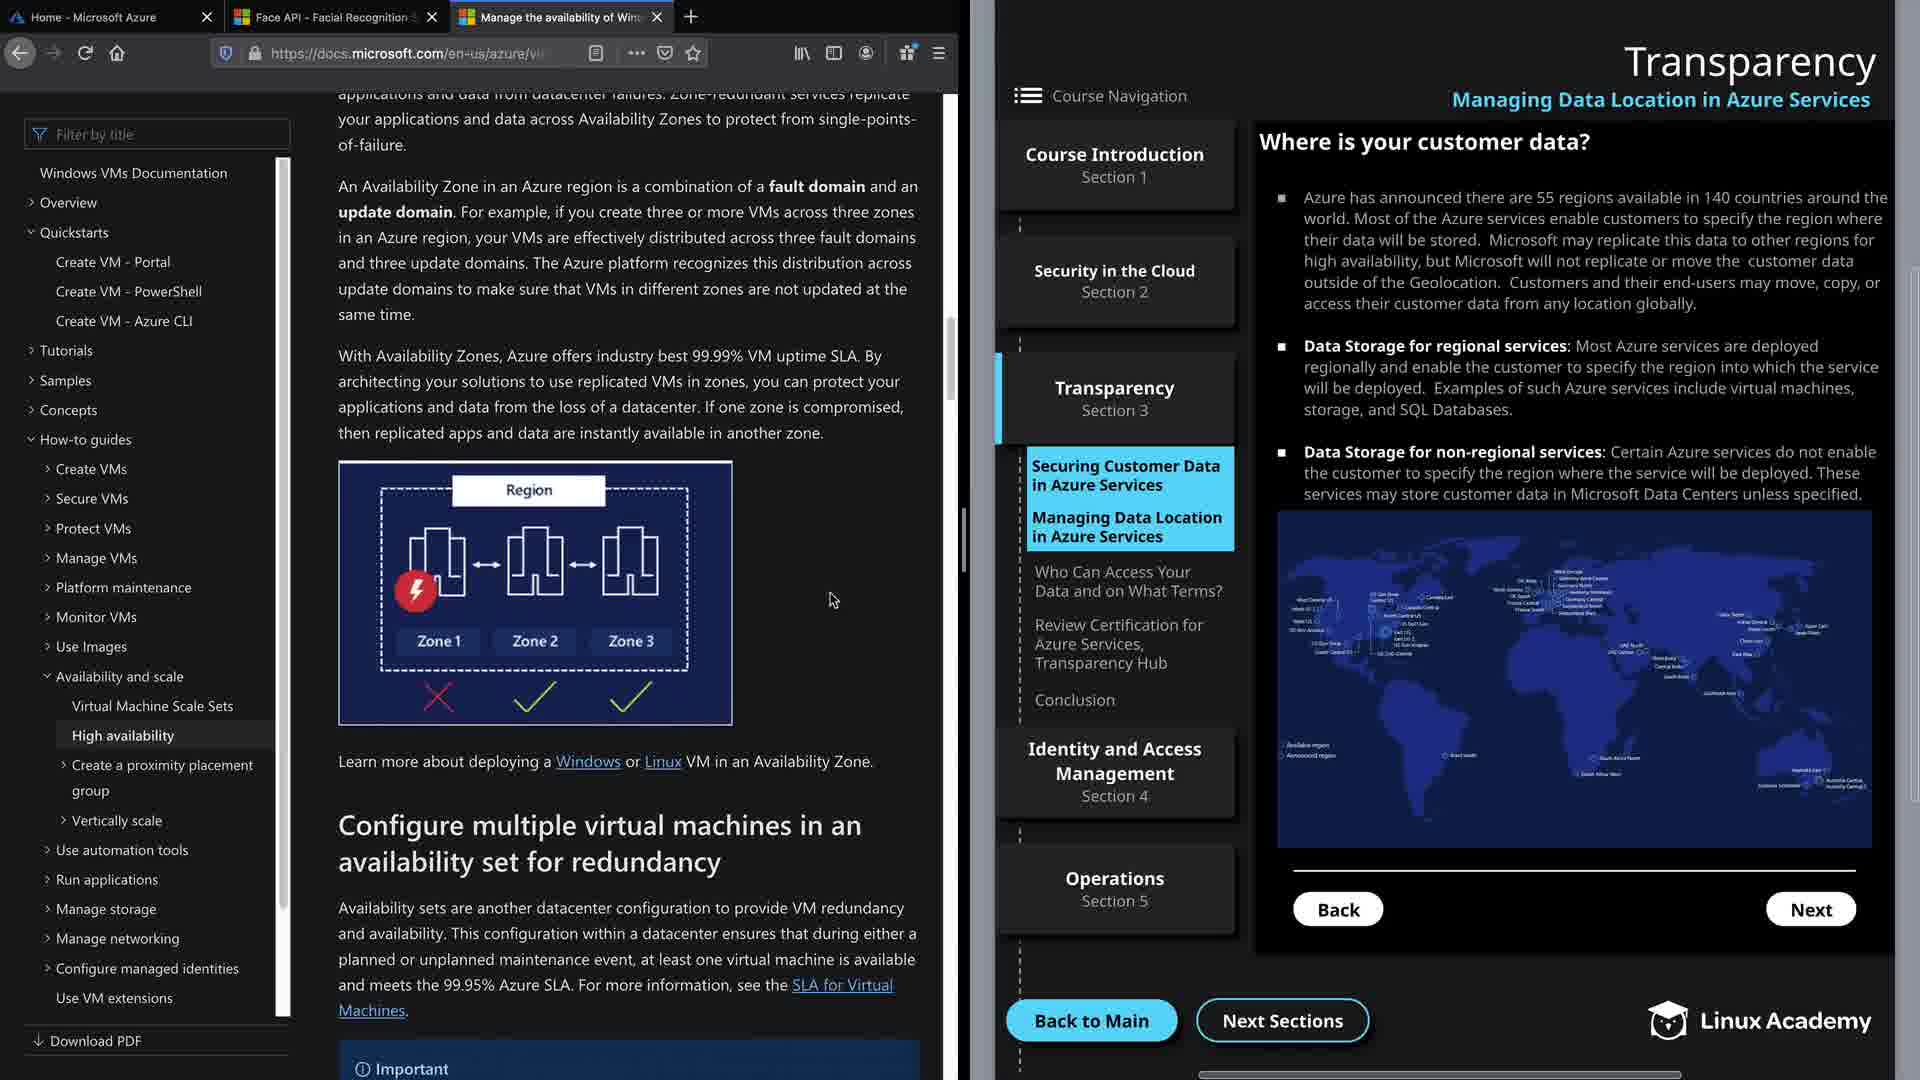 Home - Microsoft Azure
Face API - Facial Recognition S
Manage the availability of Wind
https://docs.microsoft.com/en-us/azure/vi
Filter by title
Windows VMs Documentation
Overview
Quickstarts
Create VM - Portal
Create VM - PowerShell
Create VM - Azure CLI
Tutorials
Samples
Concepts
How-to guides
Create VMs
Secure VMs
Protect VMs
Manage VMs
Platform maintenance
Monitor VMs
Use Images
Availability and scale
Virtual Machine Scale Sets
High availability
Create a proximity placement
group
Vertically scale
Use automation tools
Run applications
Manage storage
Manage networking
Configure managed identities
Use VM extensions
Download PDF
applications and data from datacenter failures. Zone-redundant services replicate
your applications and data across Availability Zones to protect from single-points-
of-failure.
An Availability Zone in an Azure region is a combination of a fault domain and an
update domain. For example, if you create three or more VMs across three zones
in an Azure region, your VMs are effectively distributed across three fault domains
and three update domains. The Azure platform recognizes this distribution across
update domains to make sure that VMs in different zones are not updated at the
same time.
With Availability Zones, Azure offers industry best 99.99% VM uptime SLA. By
architecting your solutions to use replicated VMs in zones, you can protect your
applications and data from the loss of a datacenter. If one zone is compromised,
then replicated apps and data are instantly available in another zone.
Region
Zone 1 Zone 2 Zone 3
Learn more about deploying a Windows or Linux VM in an Availability Zone.
Configure multiple virtual machines in an
availability set for redundancy
Availability sets are another datacenter configuration to provide VM redundancy
and availability. This configuration within a datacenter ensures that during either a
planned or unplanned maintenance event, at least one virtual machine is available
and meets the 99.95% Azure SLA. For more information, see the SLA for Virtual
Machines.
Important
Transparency
Managing Data Location in Azure Services
Course Navigation
Course Introduction
Section 1
Security in the Cloud
Section 2
Transparency
Section 3
Securing Customer Data
in Azure Services
Managing Data Location
in Azure Services
Who Can Access Your
Data and on What Terms?
Review Certification for
Azure Services,
Transparency Hub
Conclusion
Identity and Access
Management
Section 4
Operations
Section 5
Where is your customer data?
Azure has announced there are 55 regions available in 140 countries around the
world. Most of the Azure services enable customers to specify the region where
their data will be stored. Microsoft may replicate this data to other regions for
high availability, but Microsoft will not replicate or move the customer data
outside of the Geolocation. Customers and their end-users may move, copy, or
access their customer data from any location globally.
Data Storage for regional services: Most Azure services are deployed
regionally and enable the customer to specify the region into which the service
will be deployed. Examples of such Azure services include virtual machines,
storage, and SQL Databases.
Data Storage for non-regional services: Certain Azure services do not enable
the customer to specify the region where the service will be deployed. These
services may store customer data in Microsoft Data Centers unless specified.
Available region
Announced region
Brazil South
South Africa North
South Africa West
Back
Next
Back to Main
Next Sections
Linux Academy